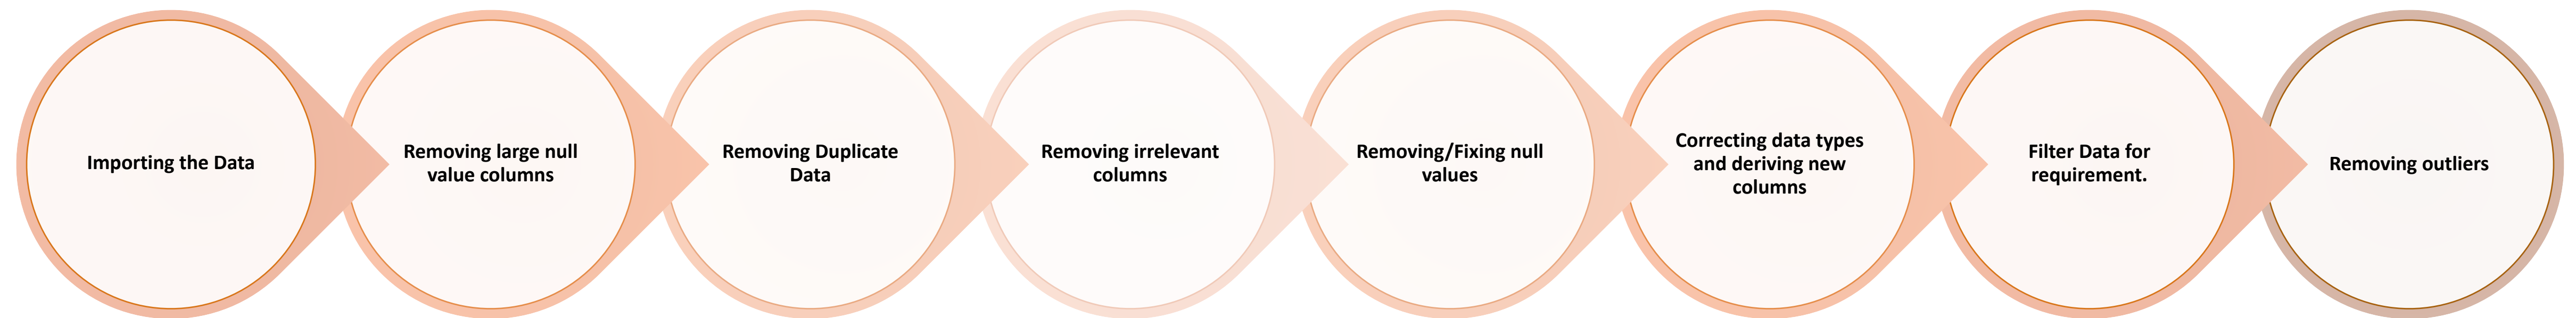 Importing the Data
Removing large null
value columns
Removing Duplicate
Data
Removing irrelevant
columns
Removing/Fixing null
values
Correcting data types
and deriving new
columns
Filter Data for
requirement.
Removing outliers